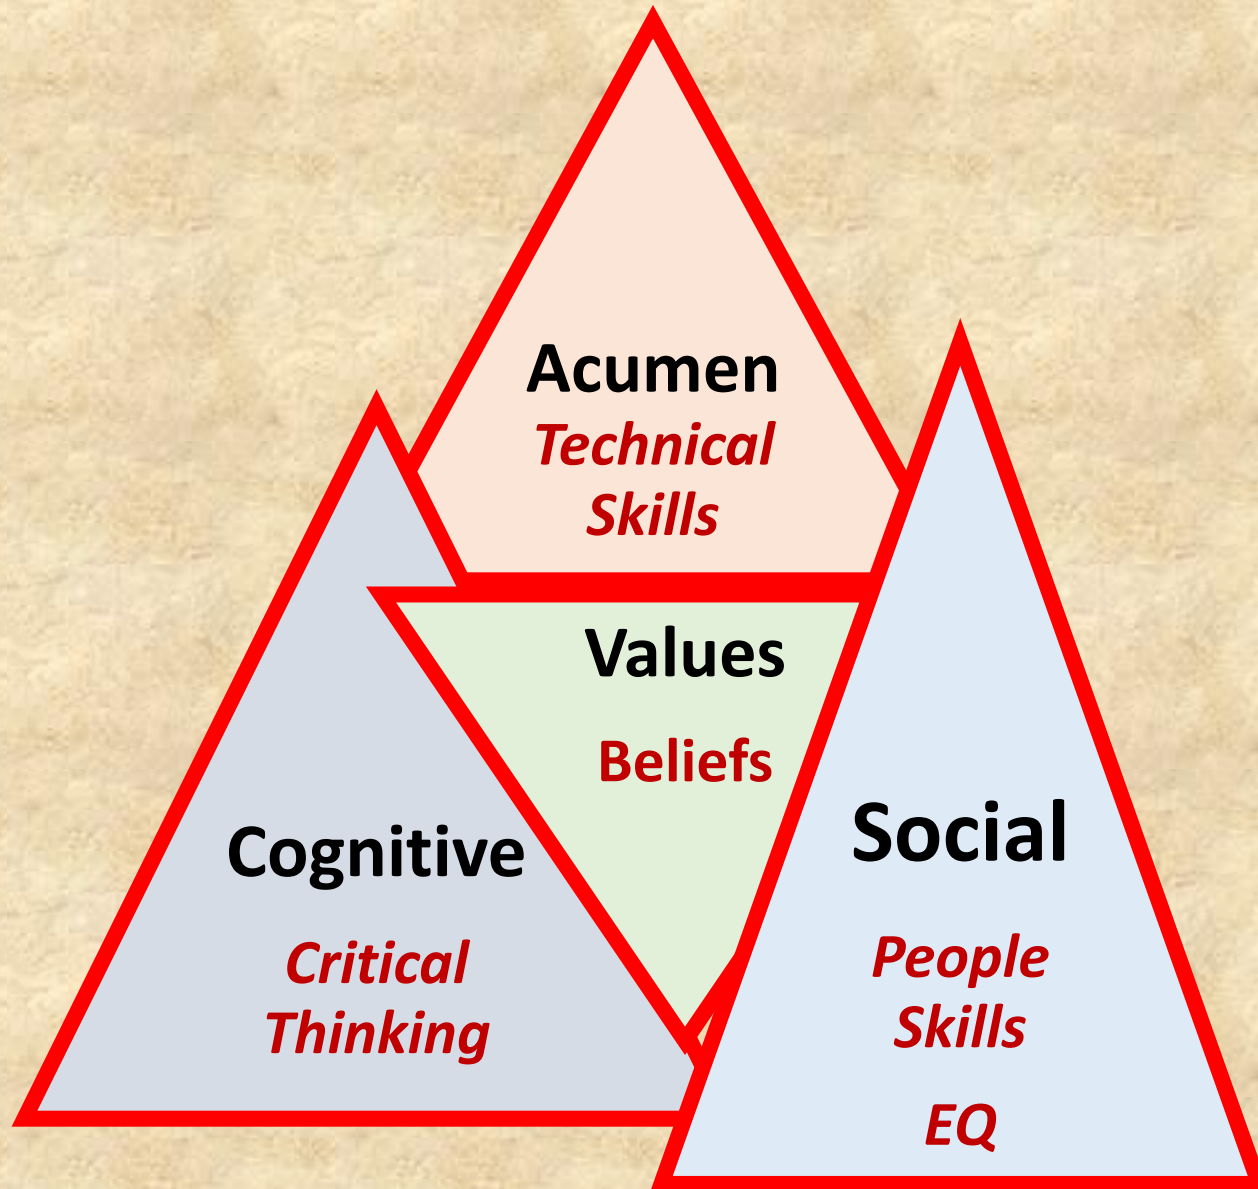 Acumen
Technical
Skills
Values
Beliefs
Cognitive
Critical
Thinking
Social
People
Skills
EQ